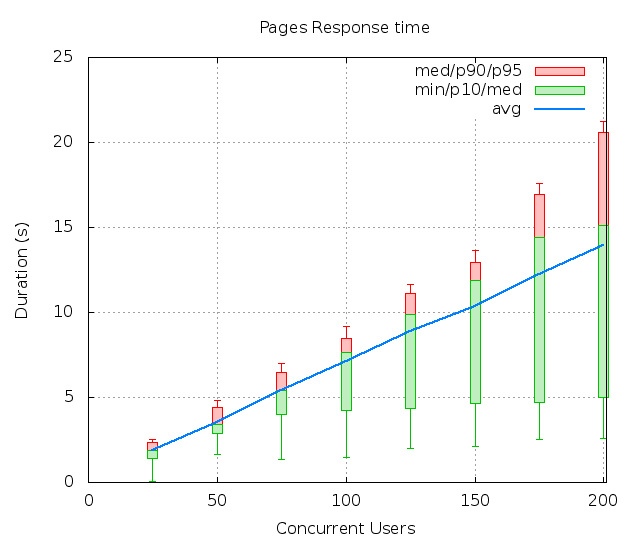 Pages Response time
med/p90/p95
min/p10/med
avg
25
20
15
10
5
0
Duration (s)
0 50 100 150 200
Concurrent Users